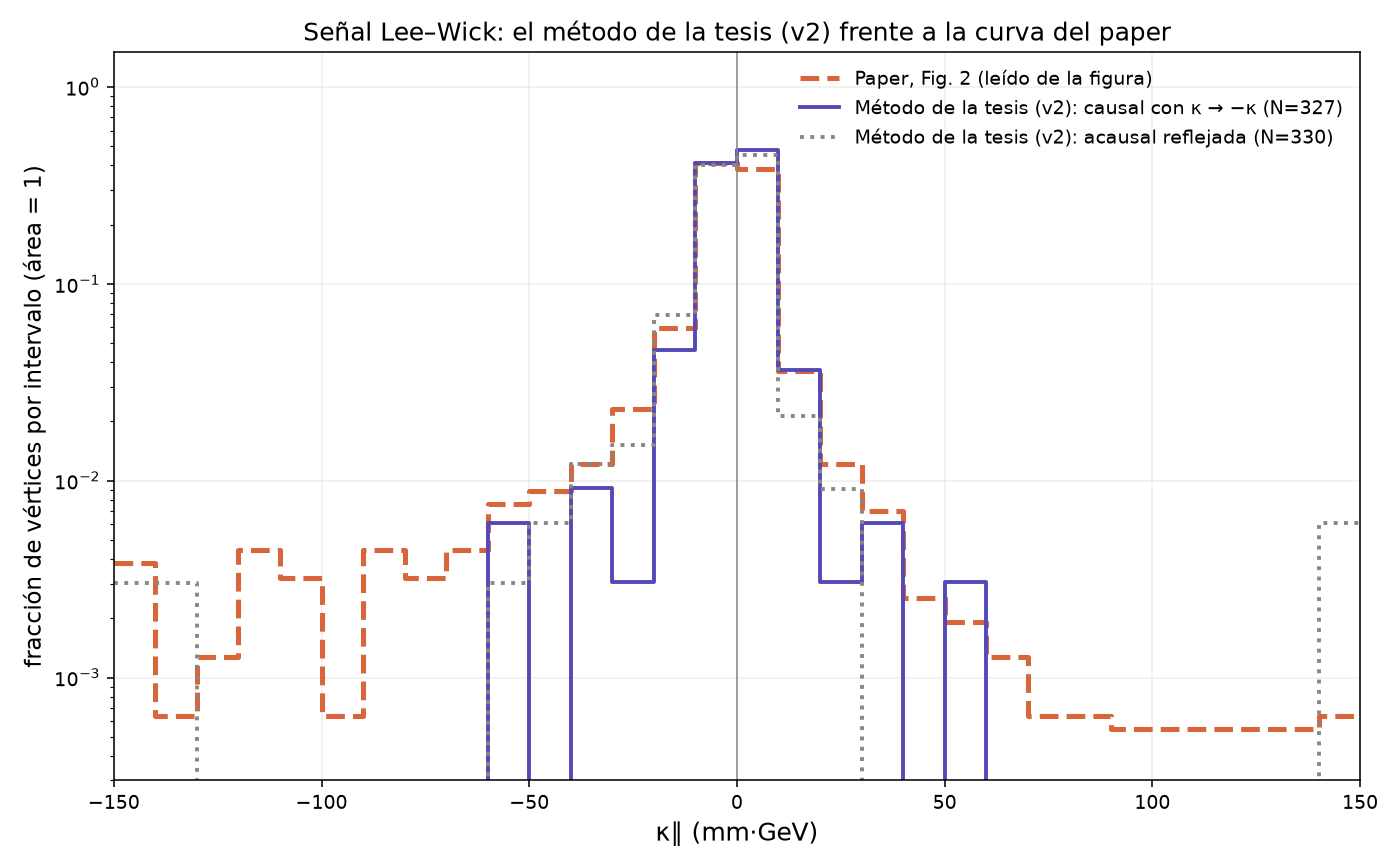 Señal Lee–Wick: el método de la tesis (v2) frente a la curva del paper
Paper, Fig. 2 (leído de la figura)
Método de la tesis (v2): causal con κ → −κ (N=327)
Método de la tesis (v2): acausal reflejada (N=330)
fracción de vértices por intervalo (área = 1)
10⁰
10⁻¹
10⁻²
10⁻³
−150 −100 −50 0 50 100 150
κ∥ (mm·GeV)